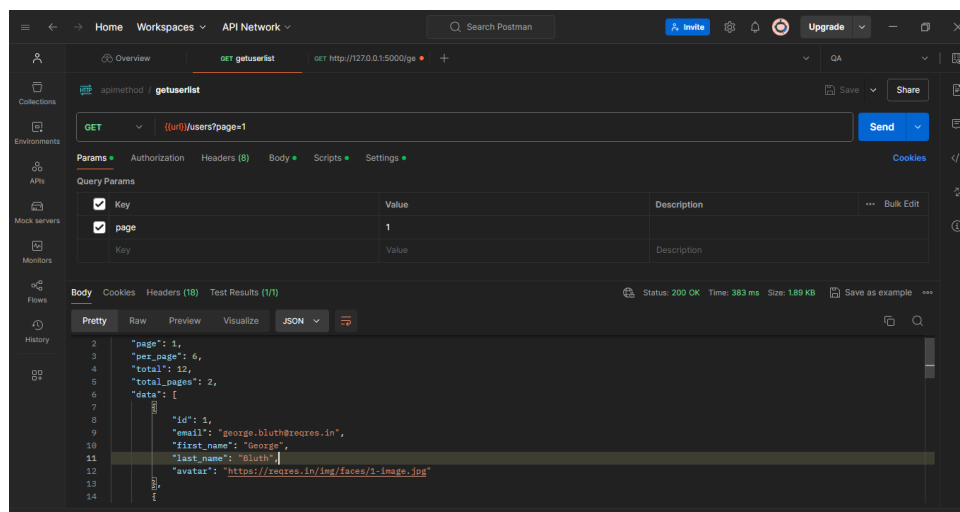 Home Workspaces API Network Search Postman Invite Upgrade
Overview GET getuserlist GET http://127.0.0.1:5000/ge QA
HTTP apimethod / getuserlist Save Share
Collections
GET {{url}}/users?page=1 Send
Environments
Params Authorization Headers (8) Body Scripts Settings Cookies
APIs
Query Params
Key Value Description Bulk Edit
Mock servers
page 1
Key Value Description
Monitors
Flows
Body Cookies Headers (18) Test Results (1/1) Status: 200 OK Time: 383 ms Size: 1.89 KB Save as example
Pretty Raw Preview Visualize JSON
History
2 "page": 1,
3 "per_page": 6,
4 "total": 12,
5 "total_pages": 2,
6 "data": [
7 {
8 "id": 1,
9 "email": "george.bluth@reqres.in",
10 "first_name": "George",
11 "last_name": "Bluth",
12 "avatar": "https://reqres.in/img/faces/1-image.jpg"
13 },
14 {